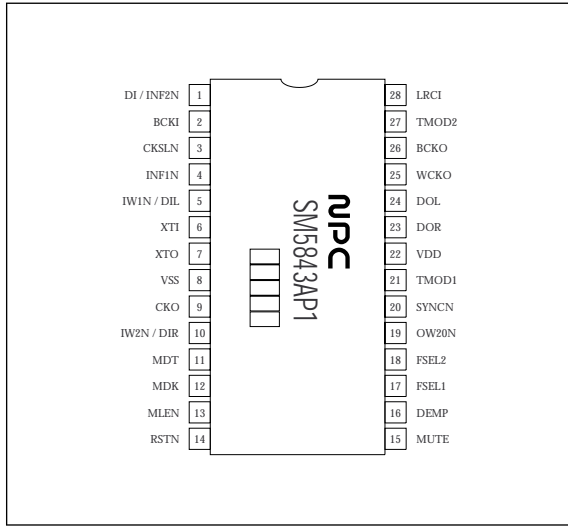 DI / INF2N 1
BCKI 2
CKSLN 3
INF1N 4
IW1N / DIL 5
XTI 6
XTO 7
VSS 8
CKO 9
IW2N / DIR 10
MDT 11
MDK 12
MLEN 13
RSTN 14
NPC
SM5843AP1
28 LRCI
27 TMOD2
26 BCKO
25 WCKO
24 DOL
23 DOR
22 VDD
21 TMOD1
20 SYNCN
19 OW20N
18 FSEL2
17 FSEL1
16 DEMP
15 MUTE